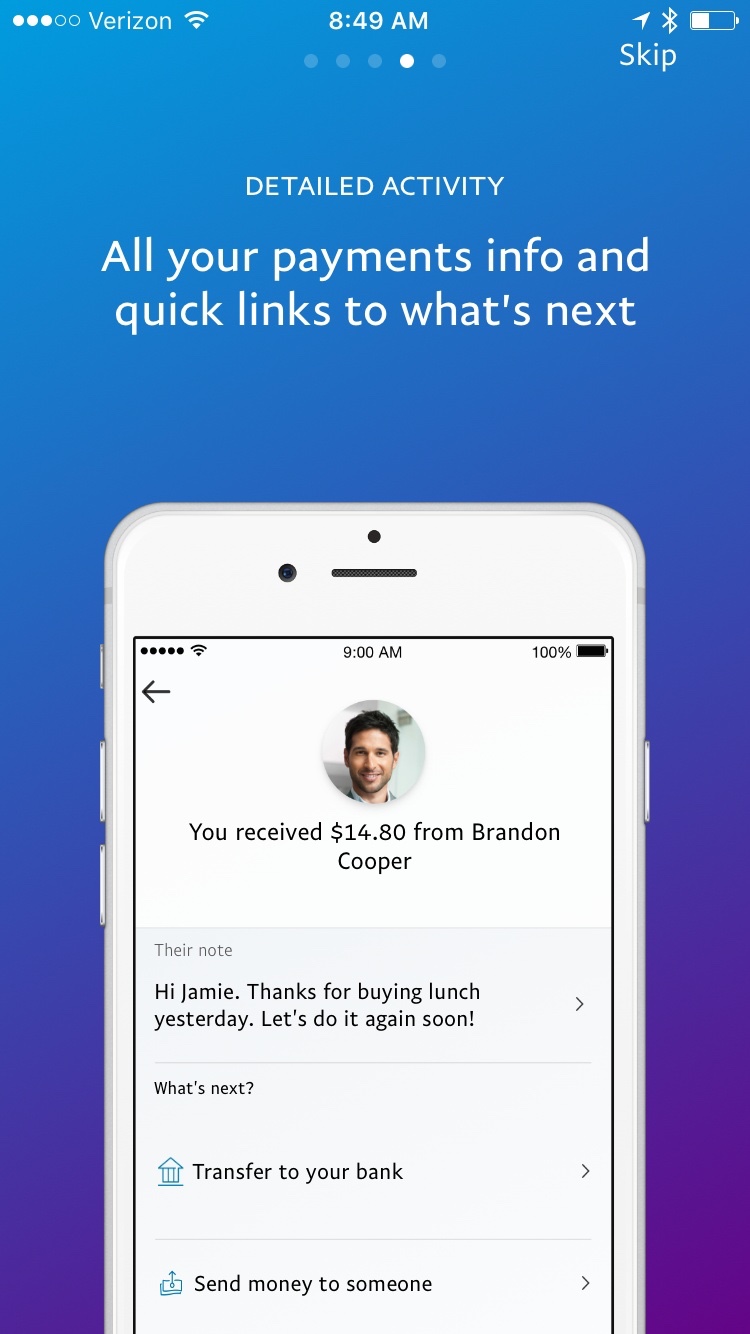 Verizon 8:49 AM
Skip
DETAILED ACTIVITY
All your payments info and
quick links to what's next
9:00 AM 100%
You received $14.80 from Brandon
Cooper
Their note
Hi Jamie. Thanks for buying lunch
yesterday. Let's do it again soon!
What's next?
Transfer to your bank
Send money to someone